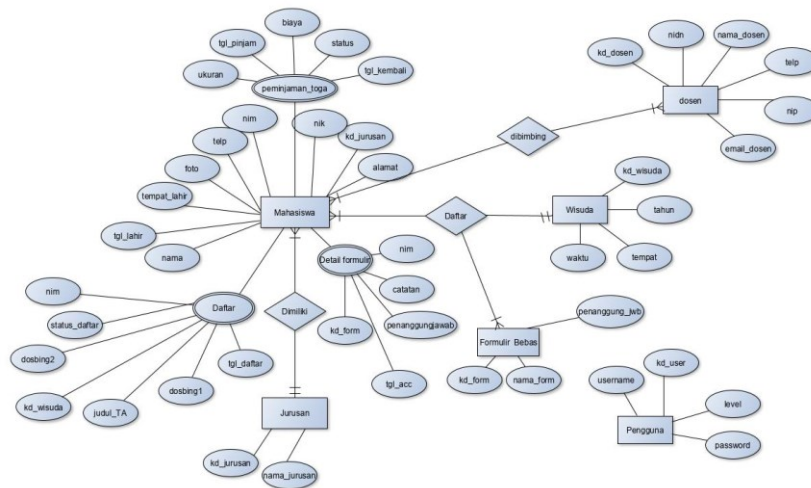 biaya
tgl_pinjam
status
ukuran
tgl_kembali
peminjaman_toga
nidn
nama_dosen
kd_dosen
telp
dosen
nip
email_dosen
dibimbing
nim
nik
telp
kd_jurusan
foto
alamat
tempat_lahir
Mahasiswa
tgl_lahir
nama
Daftar
kd_wisuda
Wisuda
tahun
waktu
tempat
Detail formulir
nim
catatan
penanggungjawab
kd_form
tgl_acc
nim
Daftar
status_daftar
dosbing2
tgl_daftar
kd_wisuda
judul_TA
dosbing1
Dimiliki
Jurusan
kd_jurusan
nama_jurusan
penanggung_jwb
Formulir Bebas
kd_form
nama_form
kd_user
username
level
Pengguna
password